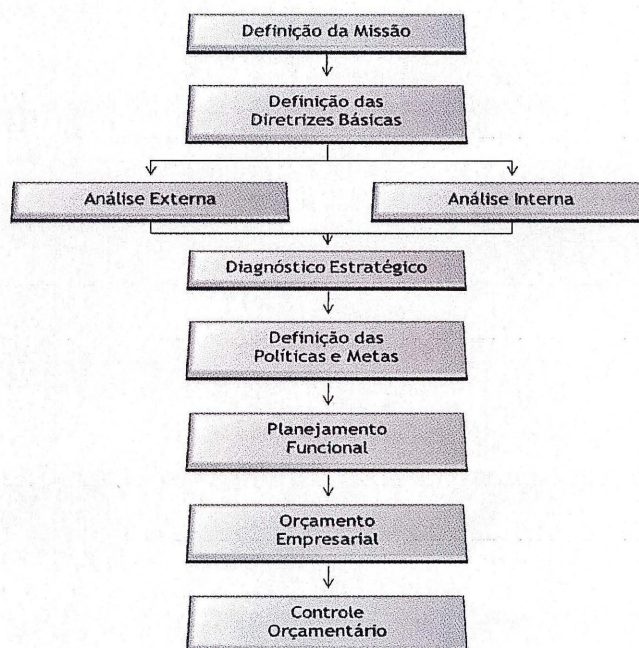 Definição da Missão
Definição das
Diretrizes Básicas
Análise Externa
Análise Interna
Diagnóstico Estratégico
Definição das
Políticas e Metas
Planejamento
Funcional
Orçamento
Empresarial
Controle
Orçamentário